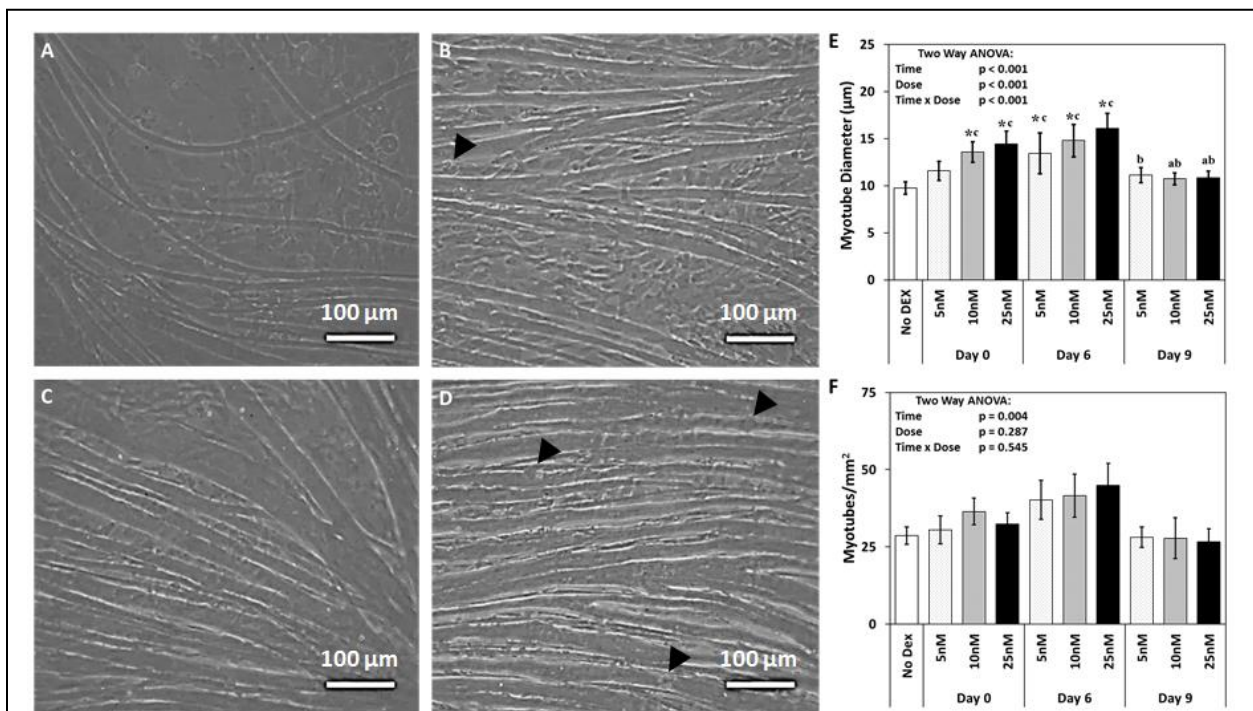 A
100 µm
B
100 µm
C
100 µm
D
100 µm
E
Two Way ANOVA:
Time p < 0.001
Dose p < 0.001
Time x Dose p < 0.001
Myotube Diameter (µm)
25
20
15
10
5
0
*c
*c
*c
*c
*c
b
ab
ab
No DEX
5nM
10nM
25nM
5nM
10nM
25nM
5nM
10nM
25nM
Day 0
Day 6
Day 9
F
Two Way ANOVA:
Time p = 0.004
Dose p = 0.287
Time x Dose p = 0.545
Myotubes/mm²
75
50
25
0
No Dex
5nM
10nM
25nM
5nM
10nM
25nM
5nM
10nM
25nM
Day 0
Day 6
Day 9